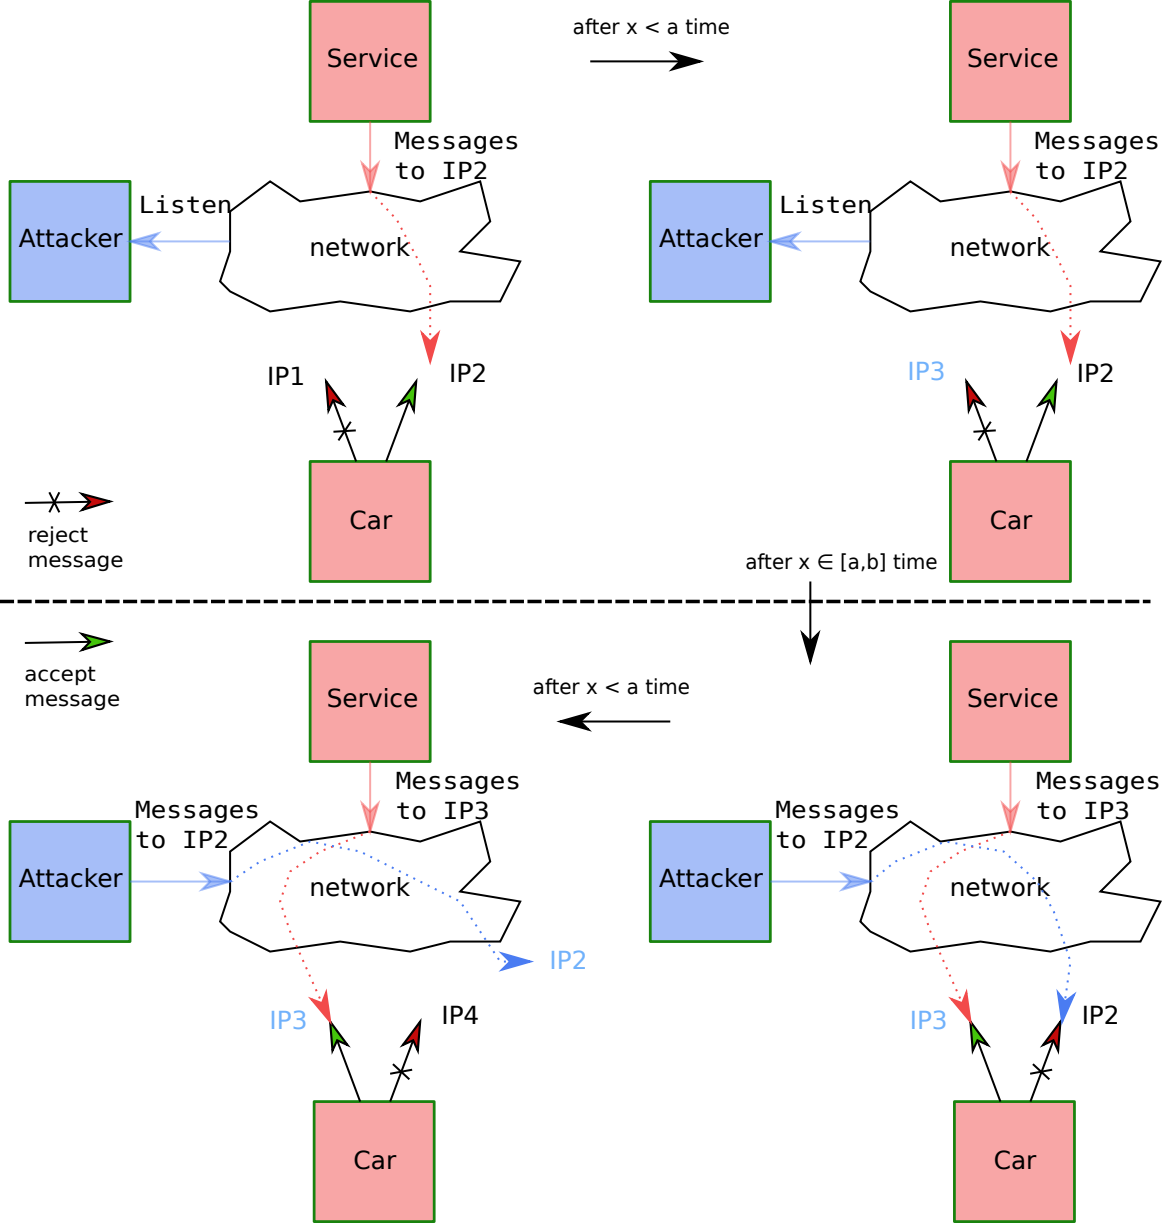 Service
after x < a time
Service
Messages
to IP2
Messages
to IP2
Attacker
Listen
network
Attacker
Listen
network
IP1
IP2
IP3
IP2
Car
Car
reject
message
after x ∈ [a,b] time
accept
message
Service
after x < a time
Service
Messages
to IP3
Messages
to IP3
Messages
to IP2
Messages
to IP2
Attacker
network
Attacker
network
IP2
IP3
IP4
IP3
IP2
Car
Car